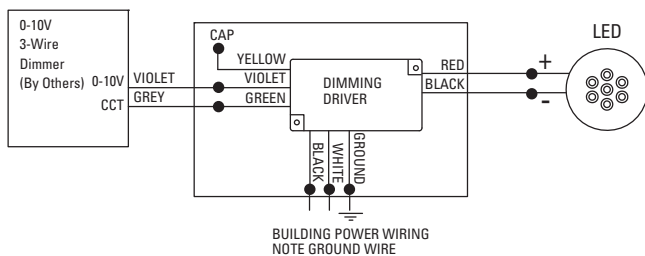 0-10V
3-Wire
Dimmer
(By Others)
0-10V
CCT
VIOLET
GREY
CAP
YELLOW
VIOLET
GREEN
DIMMING
DRIVER
RED
BLACK
BLACK
WHITE
GROUND
LED
+
-
BUILDING POWER WIRING
NOTE GROUND WIRE